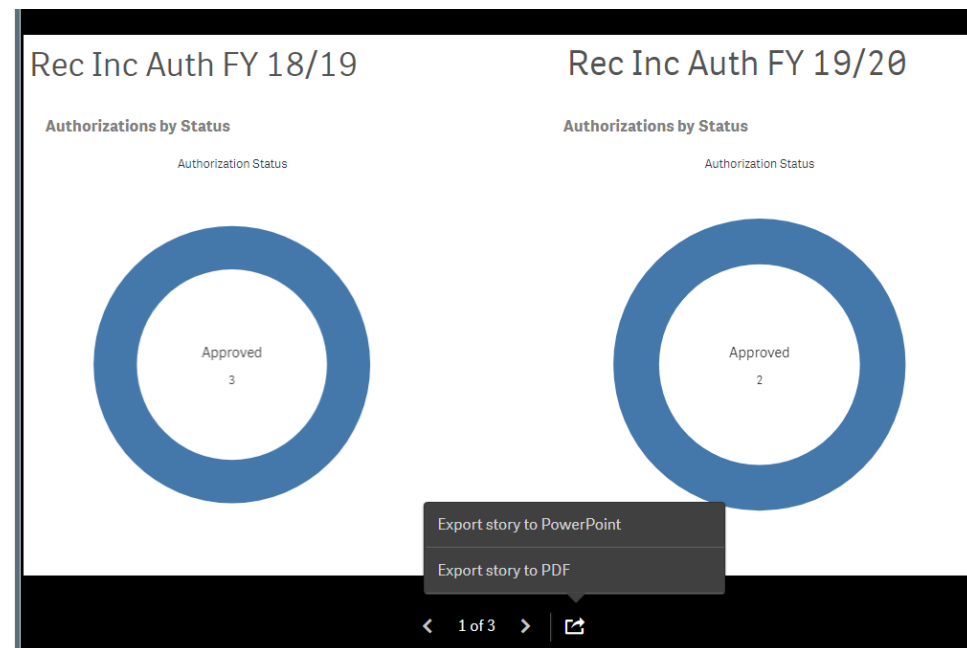 Rec Inc Auth FY 18/19
Rec Inc Auth FY 19/20
Authorizations by Status
Authorizations by Status
Authorization Status
Authorization Status
Approved
3
Approved
2
Export story to PowerPoint
Export story to PDF
1 of 3